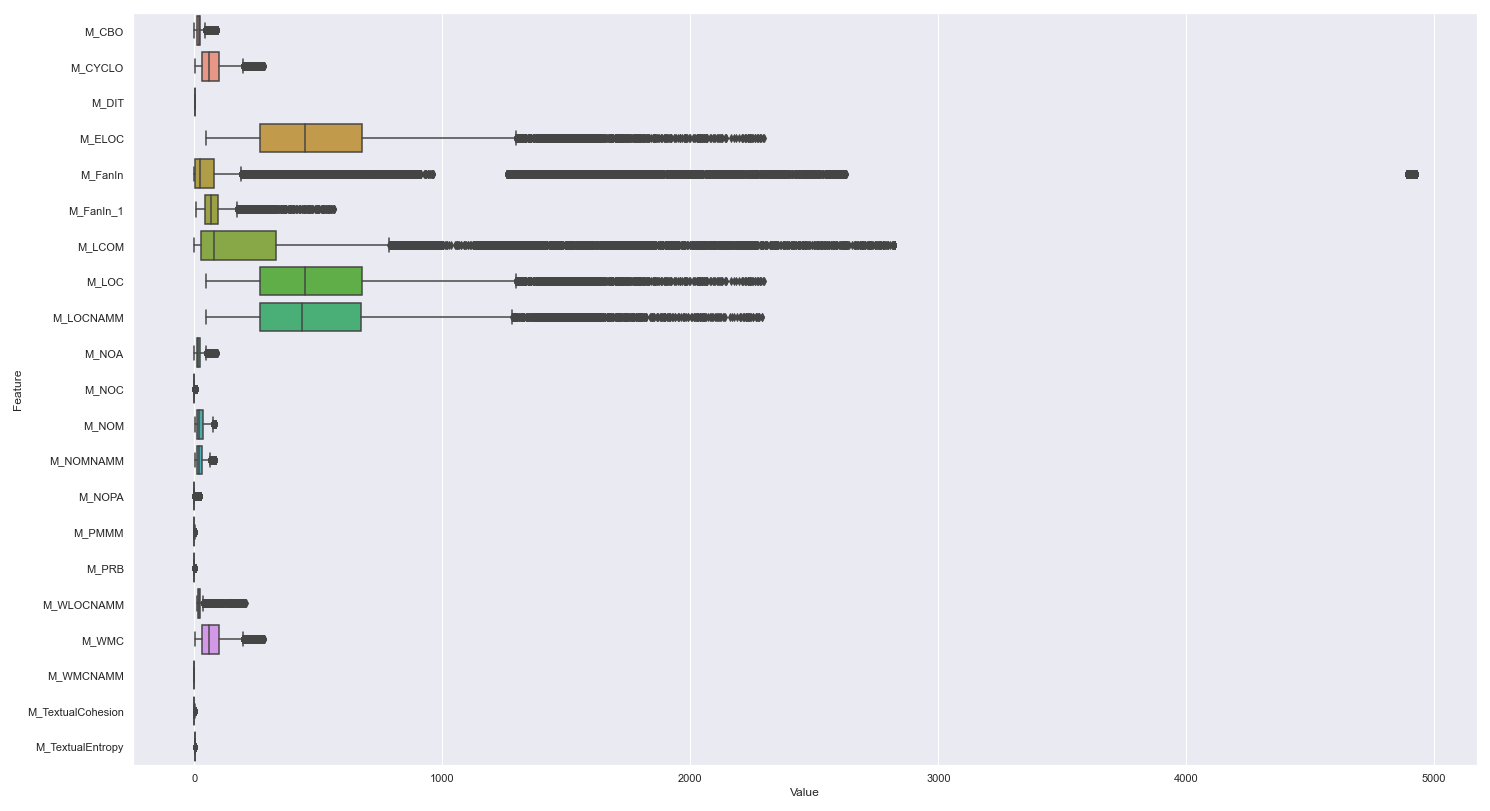 M_CBO
M_CYCLO
M_DIT
M_ELOC
M_FanIn
M_FanIn_1
M_LCOM
M_LOC
M_LOCNAMM
M_NOA
M_NOC
M_NOM
M_NOMNAMM
M_NOPA
M_PMMM
M_PRB
M_WLOCNAMM
M_WMC
M_WMCNAMM
M_TextualCohesion
M_TextualEntropy
Feature
0 1000 2000 3000 4000 5000
Value